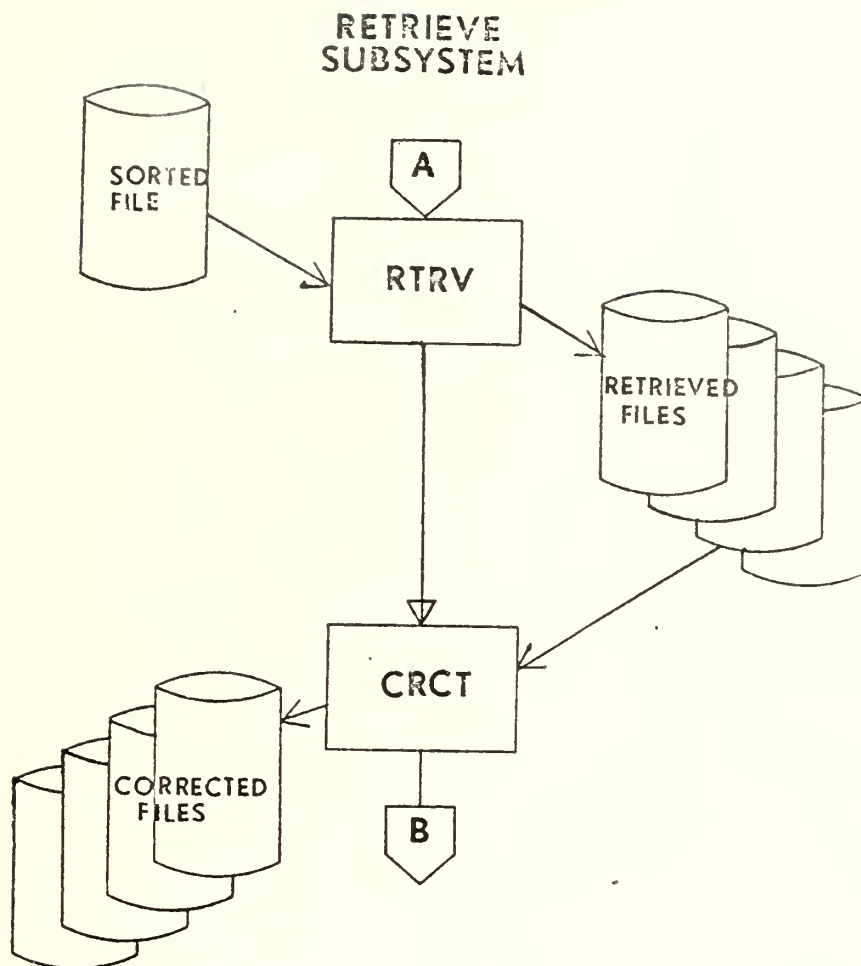 RETRIEVE
SUBSYSTEM
A
SORTED
FILE
RTRV
RETRIEVED
FILES
CRCT
CORRECTED
FILES
B